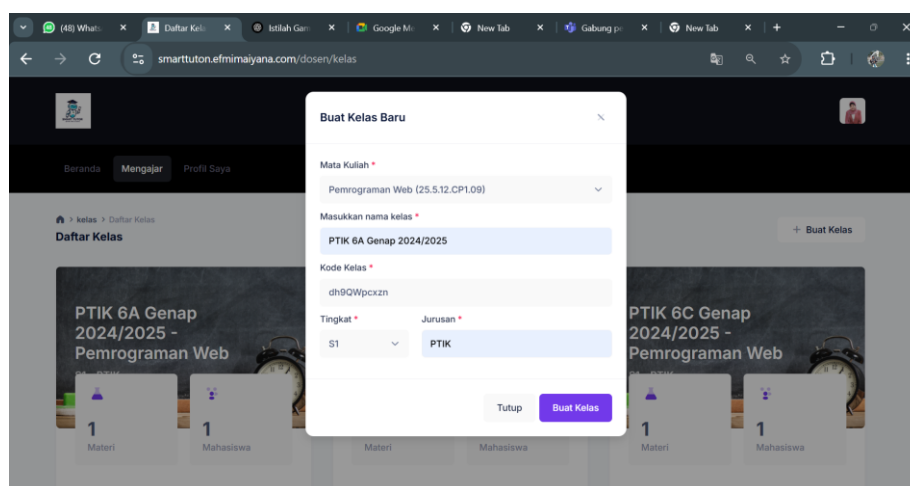 (48) Whats
Daftar Kela
Istilah Gam
Google Me
New Tab
Gabung pe
New Tab
smarttuton.efmimaiyana.com/dosen/kelas
Beranda
Mengajar
Profil Saya
kelas > Daftar Kelas
Daftar Kelas
+ Buat Kelas
Buat Kelas Baru
Mata Kuliah *
Pemrograman Web (25.5.12.CP1.09)
Masukkan nama kelas *
PTIK 6A Genap 2024/2025
Kode Kelas *
dh9QWpcxzn
Tingkat *
Jurusan *
S1
PTIK
Tutup
Buat Kelas
PTIK 6A Genap
2024/2025 -
Pemrograman Web
S1 - PTIK
1
Materi
1
Mahasiswa
Materi
Mahasiswa
PTIK 6C Genap
2024/2025 -
Pemrograman Web
S1 - PTIK
1
Materi
1
Mahasiswa